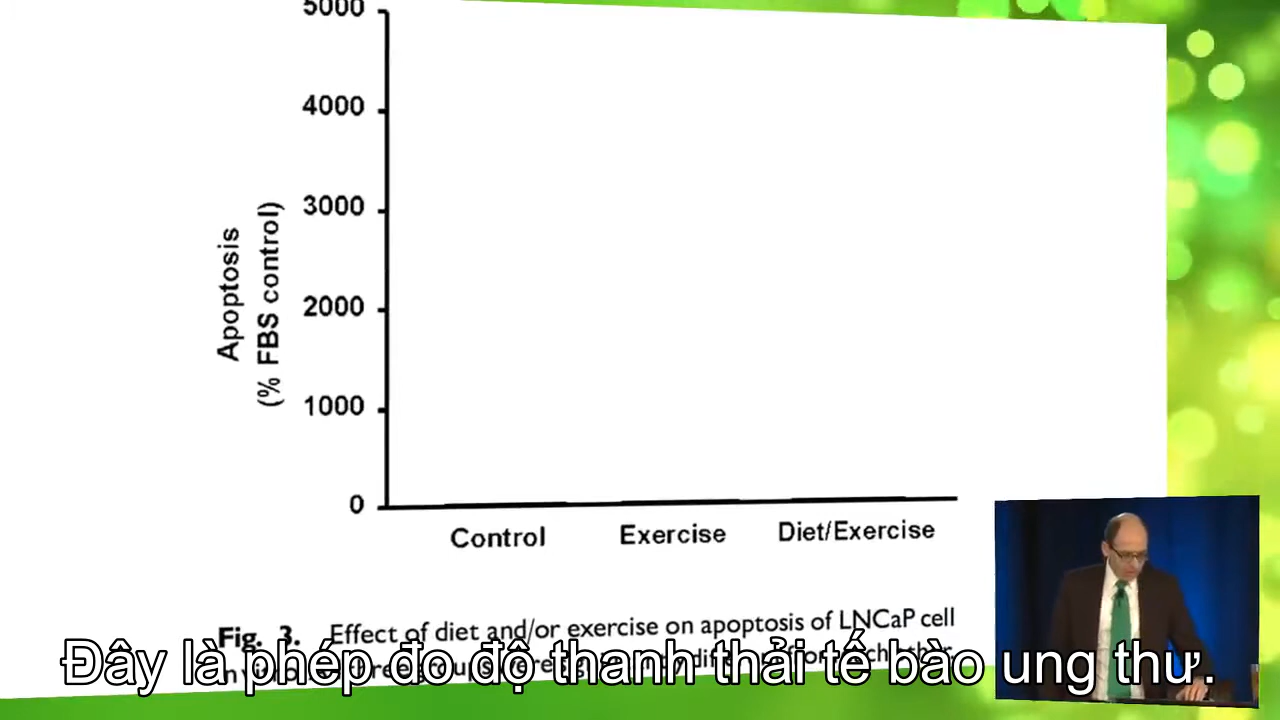 5000
4000
3000
2000
1000
0
Apoptosis
(% FBS control)
Control Exercise Diet/Exercise
Fig. 3. Effect of diet and/or exercise on apoptosis of LNCaP cell
Đây là phép đo độ thanh thải tế bào ung thư.